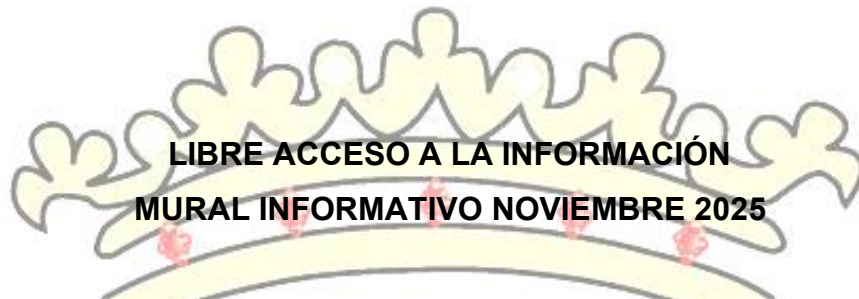 LIBRE ACCESO A LA INFORMACIÓN
MURAL INFORMATIVO NOVIEMBRE 2025